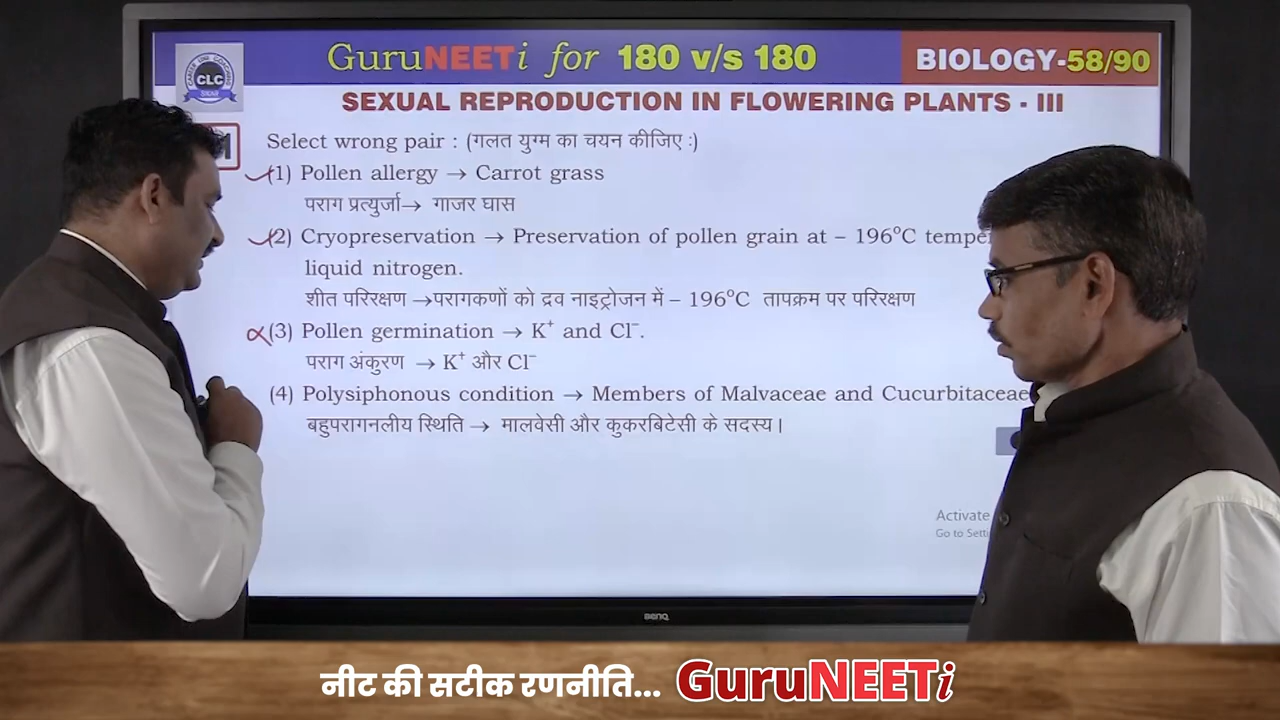 GuruNEETi for 180 v/s 180
BIOLOGY-58/90
CLC
SEXUAL REPRODUCTION IN FLOWERING PLANTS - III
Select wrong pair : (गलत युग्म का चयन कीजिए :)
(1) Pollen allergy → Carrot grass
पराग प्रत्युर्जा→ गाजर घास
(2) Cryopreservation → Preservation of pollen grain at – 196°C
liquid nitrogen.
शीत परिरक्षण →परागकणों को द्रव नाइट्रोजन में – 196°C तापक्रम पर परिरक्षण
(3) Pollen germination → K⁺ and Cl⁻.
पराग अंकुरण → K⁺ और Cl⁻
(4) Polysiphonous condition → Members of Malvaceae and Cucurbitaceae
बहुपरागनलीय स्थिति → मालवेसी और कुकरबिटेसी के सदस्य।
Activate
Go to
BENQ
नीट की सटीक रणनीति... GuruNEETi